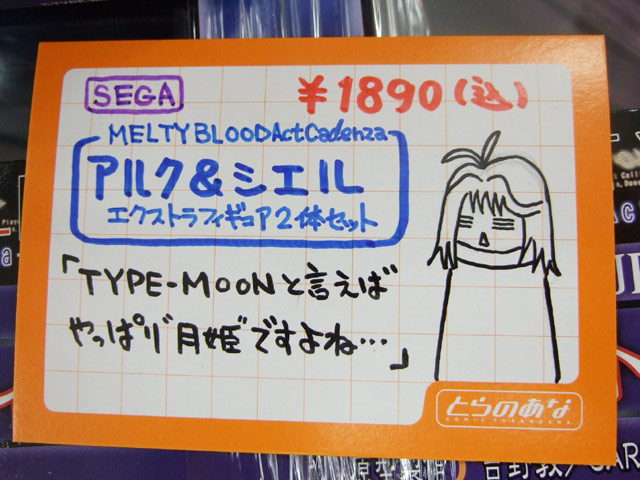 SEGA
¥1890(込)
MELTY BLOOD Act Cadenza
アルク&シエル
エクストラフィギュア2体セット
「TYPE-MOONと言えば
やっぱり"月姫"ですよね…」
とらのあな
COMIC TORANOANA